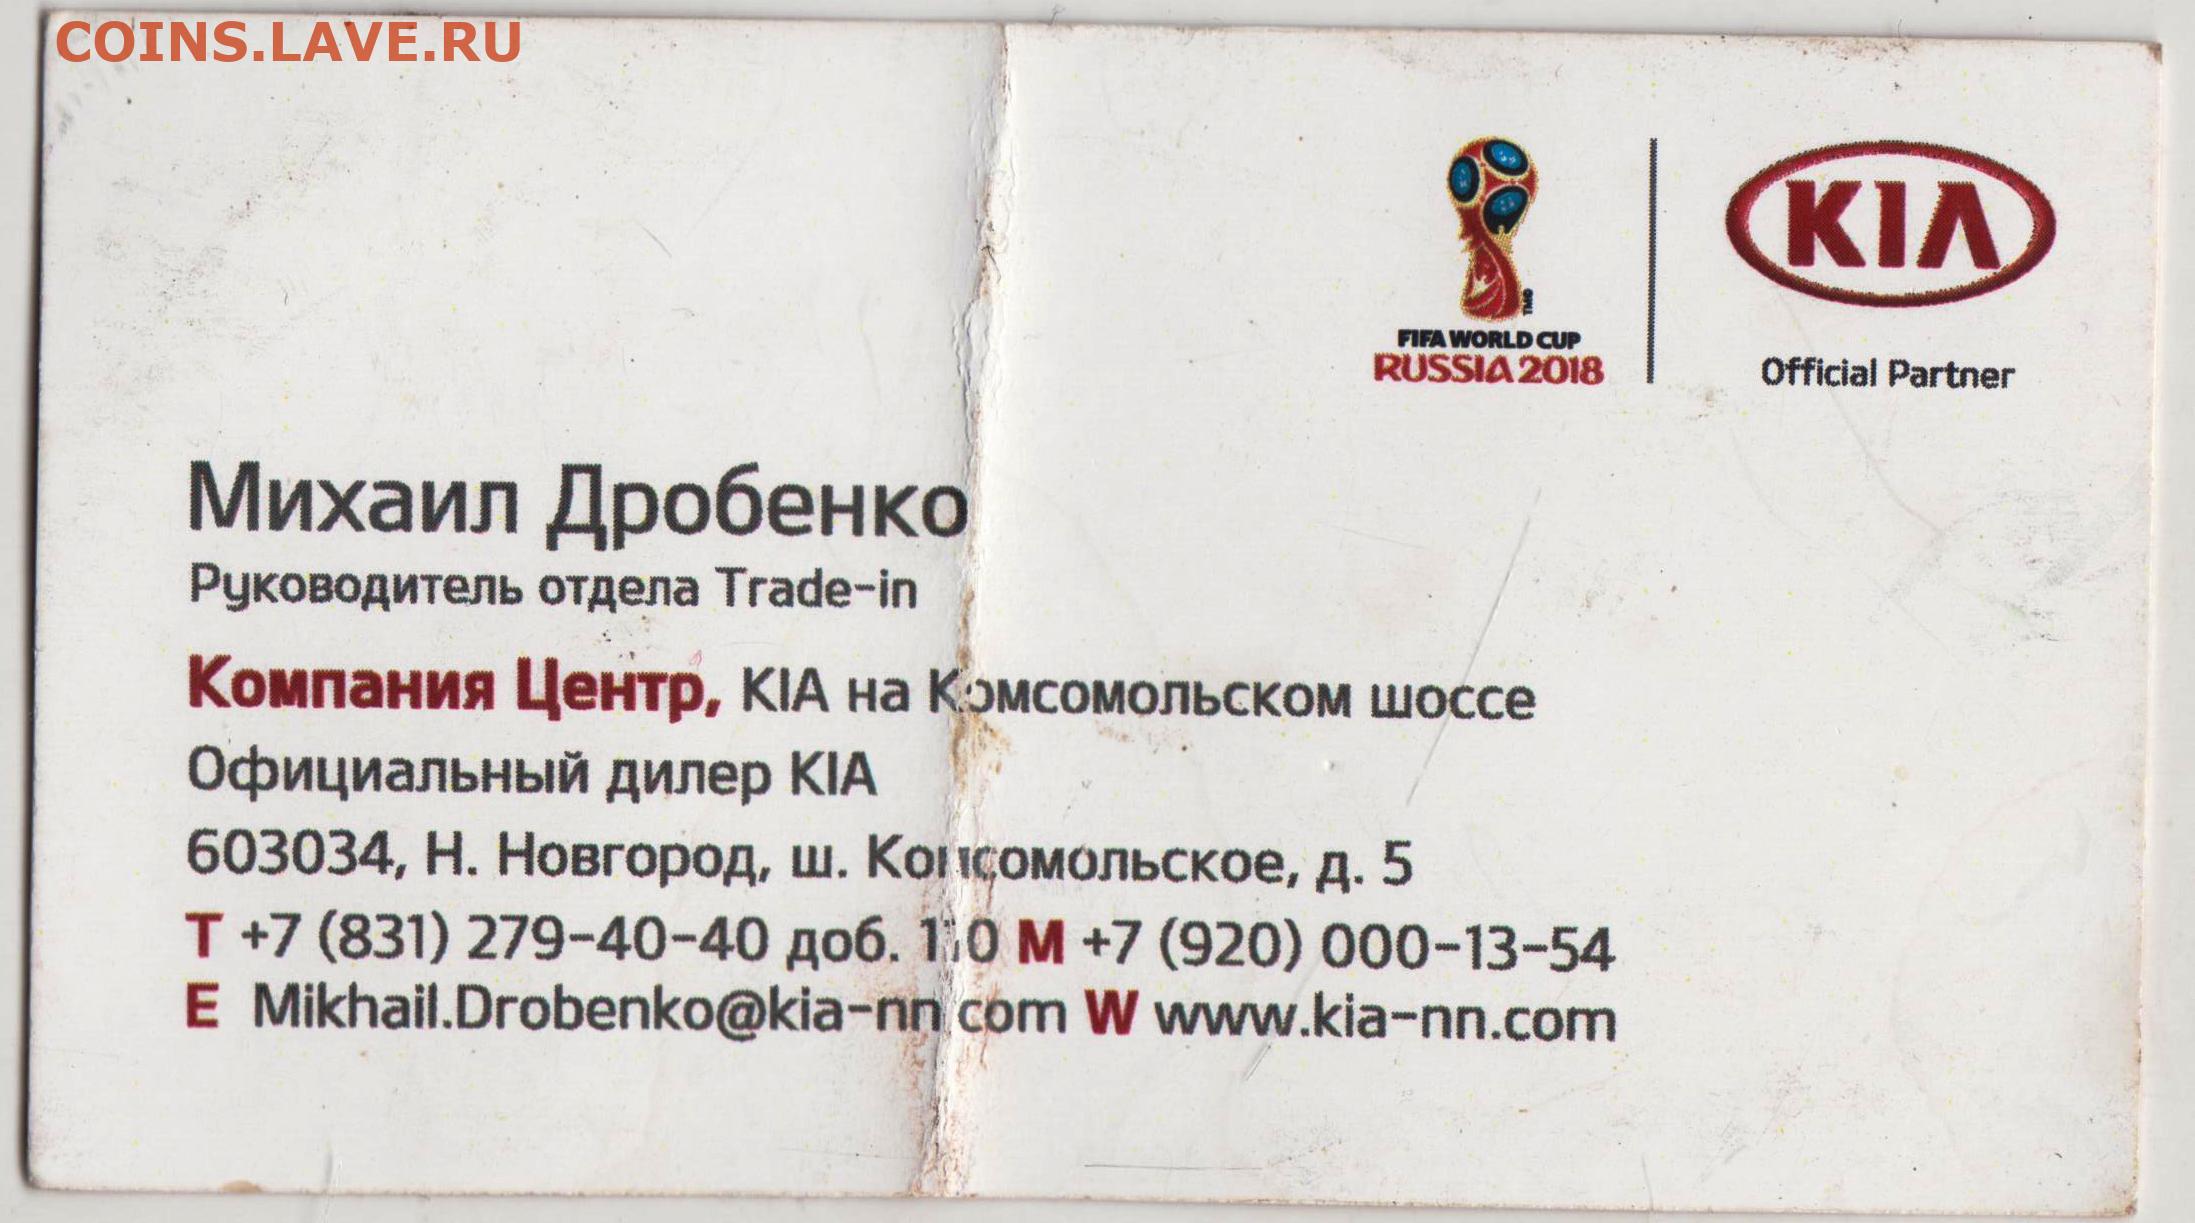 COINS.LAVE.RU
FIFA WORLD CUP
RUSSIA 2018
KIA
Official Partner
Михаил Дробенко
Руководитель отдела Trade-in
Компания Центр, KIA на Комсомольском шоссе
Официальный дилер KIA
603034, Н. Новгород, ш. Комсомольское, д. 5
T +7 (831) 279-40-40 доб. M +7 (920) 000-13-54
E Mikhail.Drobenko@kia-nn.com W www.kia-nn.com